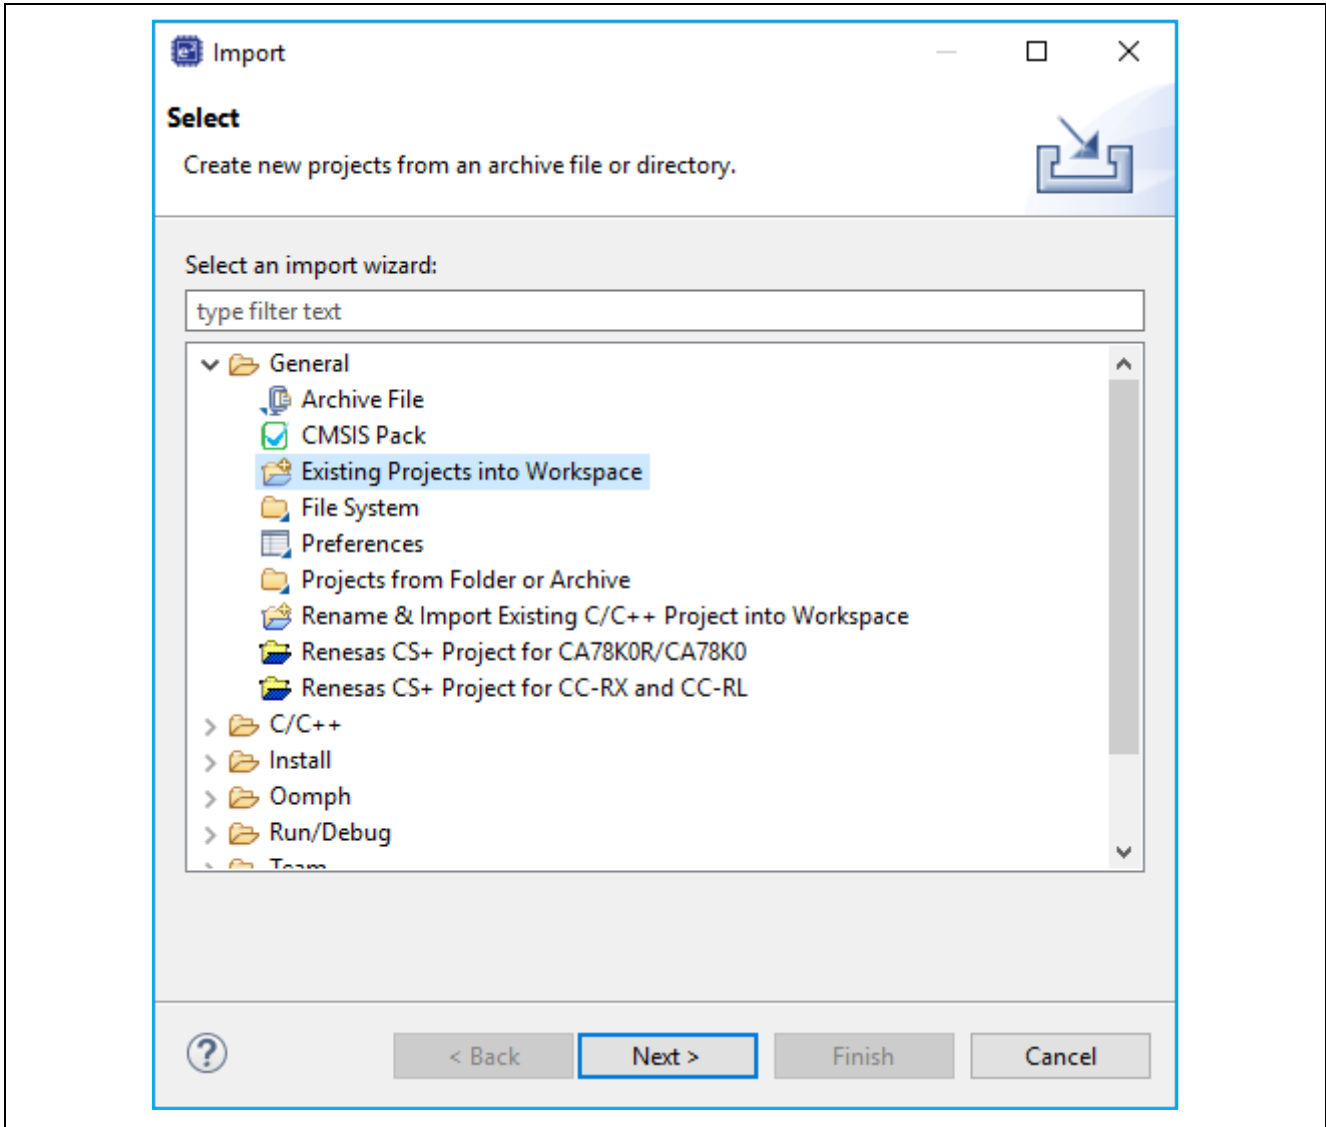 Import
Select
Create new projects from an archive file or directory.
Select an import wizard:
type filter text
General
Archive File
CMSIS Pack
Existing Projects into Workspace
File System
Preferences
Projects from Folder or Archive
Rename & Import Existing C/C++ Project into Workspace
Renesas CS+ Project for CA78K0R/CA78K0
Renesas CS+ Project for CC-RX and CC-RL
C/C++
Install
Oomph
Run/Debug
Team
? < Back Next > Finish Cancel